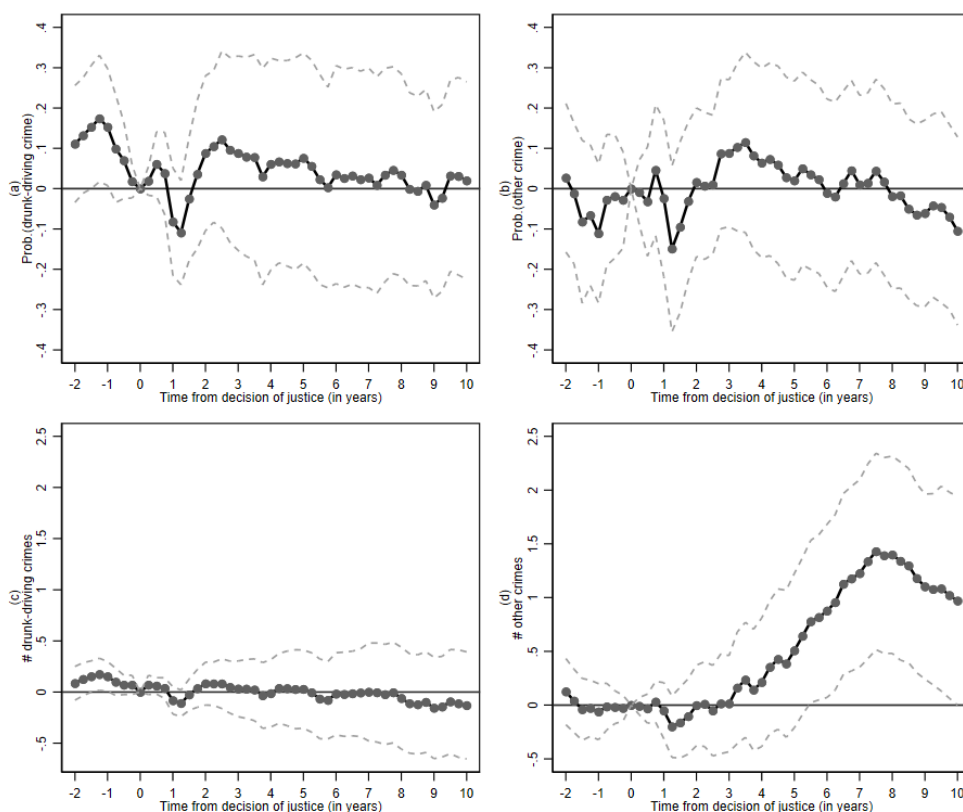 (a)
Prob.(drunk-driving crime)
.4
.3
.2
.1
0
-.1
-.2
-.3
-.4
-2 -1 0 1 2 3 4 5 6 7 8 9 10
Time from decision of justice (in years)
(b)
Prob.(other crime)
.4
.3
.2
.1
0
-.1
-.2
-.3
-.4
-2 -1 0 1 2 3 4 5 6 7 8 9 10
Time from decision of justice (in years)
(c)
# drunk-driving crimes
2.5
2
1.5
1
.5
0
-.5
-2 -1 0 1 2 3 4 5 6 7 8 9 10
Time from decision of justice (in years)
(d)
# other crimes
2.5
2
1.5
1
.5
0
-.5
-2 -1 0 1 2 3 4 5 6 7 8 9 10
Time from decision of justice (in years)